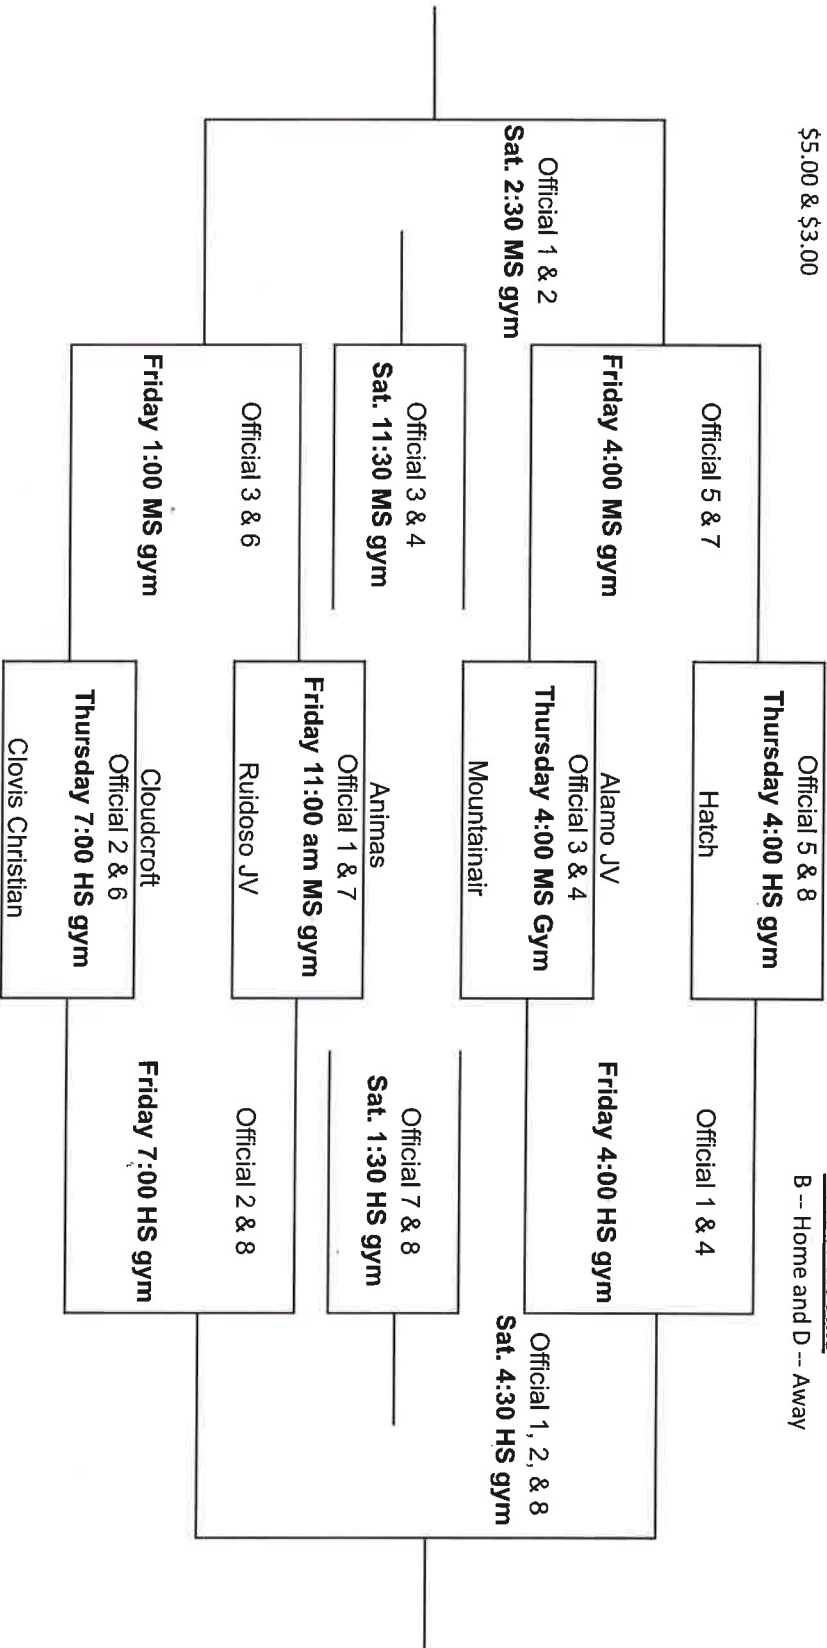 $5.00 & $3.00
B -- Home and D -- Away
Official 5 & 8
Thursday 4:00 HS gym
Hatch
Official 5 & 7
Friday 4:00 MS gym
Official 1 & 4
Friday 4:00 HS gym
Alamo JV
Official 3 & 4
Thursday 4:00 MS Gym
Mountainair
Official 1 & 2
Sat. 2:30 MS gym
Official 1, 2, & 8
Sat. 4:30 HS gym
Official 3 & 4
Sat. 11:30 MS gym
Official 7 & 8
Sat. 1:30 HS gym
Animas
Official 1 & 7
Friday 11:00 am MS gym
Ruidoso JV
Official 3 & 6
Friday 1:00 MS gym
Official 2 & 8
Friday 7:00 HS gym
Cloudcroft
Official 2 & 6
Thursday 7:00 HS gym
Clovis Christian